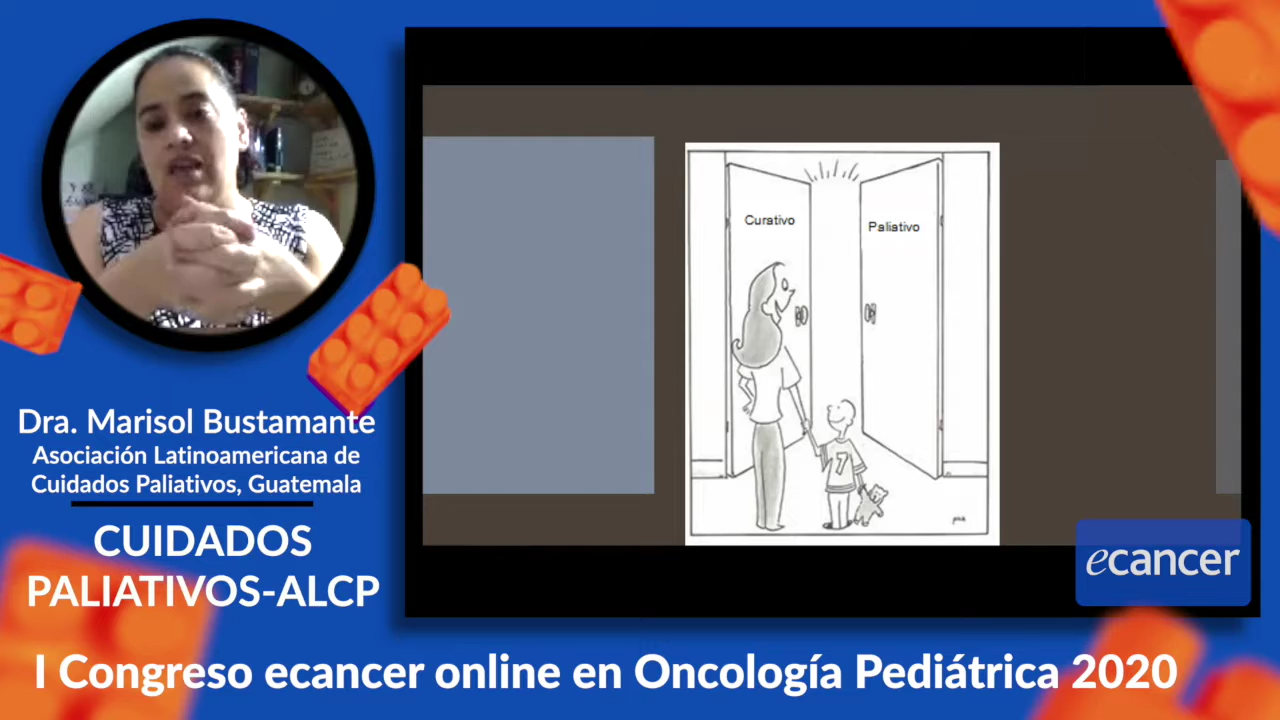 Curativo
Paliativo
Dra. Marisol Bustamante
Asociación Latinoamericana de
Cuidados Paliativos, Guatemala
CUIDADOS
PALIATIVOS-ALCP
ecancer
I Congreso ecancer online en Oncología Pediátrica 2020
7